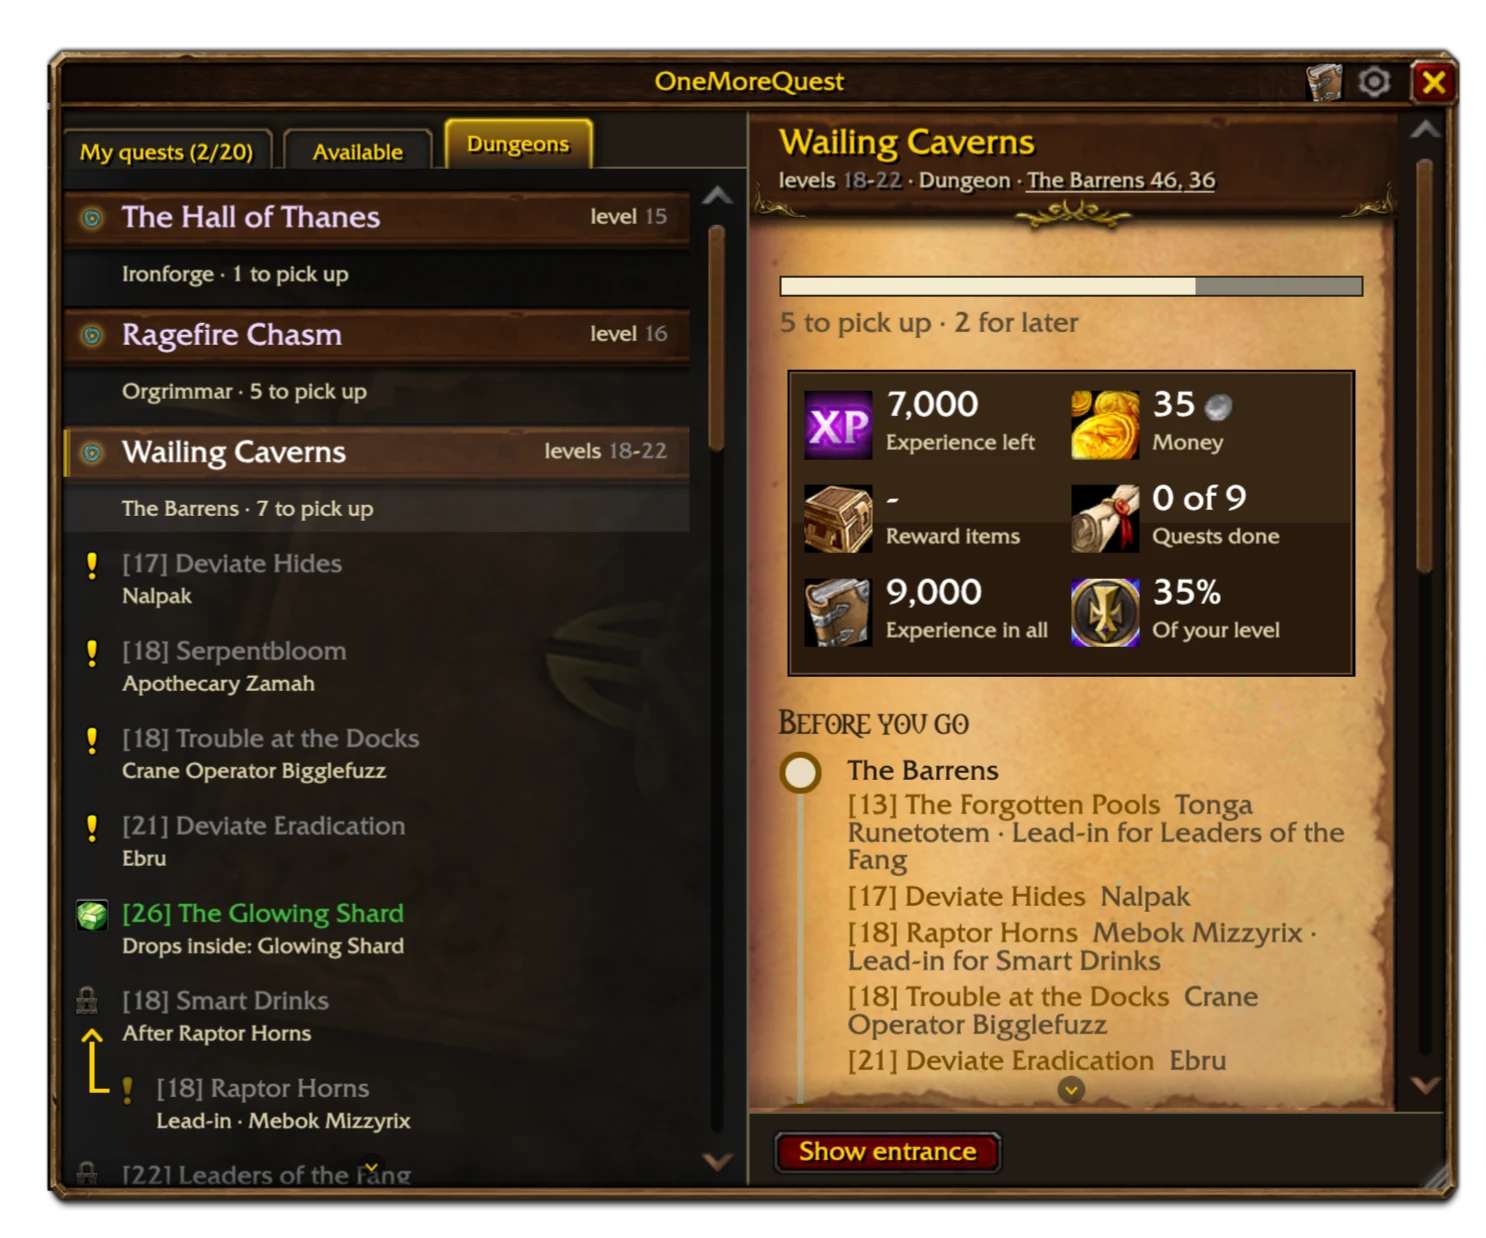 OneMoreQuest
My quests (2/20)
Available
Dungeons
The Hall of Thanes
level 15
Ironforge · 1 to pick up
Ragefire Chasm
level 16
Orgrimmar · 5 to pick up
Wailing Caverns
levels 18-22
The Barrens · 7 to pick up
[17] Deviate Hides
Nalpak
[18] Serpentbloom
Apothecary Zamah
[18] Trouble at the Docks
Crane Operator Bigglefuzz
[21] Deviate Eradication
Ebru
[26] The Glowing Shard
Drops inside: Glowing Shard
[18] Smart Drinks
After Raptor Horns
[18] Raptor Horns
Lead-in · Mebok Mizzyrix
[22] Leaders of the Fang
Wailing Caverns
levels 18-22 · Dungeon · The Barrens 46, 36
5 to pick up · 2 for later
XP
7,000
Experience left
35
Money
-
Reward items
0 of 9
Quests done
9,000
Experience in all
35%
Of your level
BEFORE YOU GO
The Barrens
[13] The Forgotten Pools Tonga
Runetotem · Lead-in for Leaders of the
Fang
[17] Deviate Hides Nalpak
[18] Raptor Horns Mebok Mizzyrix ·
Lead-in for Smart Drinks
[18] Trouble at the Docks Crane
Operator Bigglefuzz
[21] Deviate Eradication Ebru
Show entrance